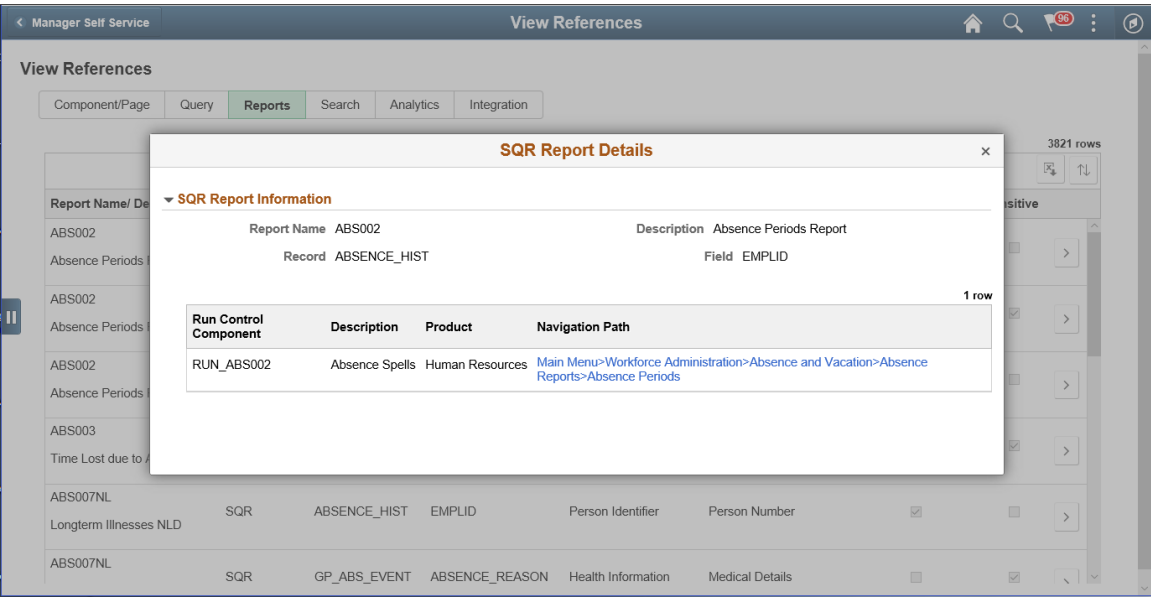 Manager Self Service
View References
96
View References
Component/Page
Query
Reports
Search
Analytics
Integration
3821 rows
SQR Report Details
×
SQR Report Information
Report Name ABS002
Description Absence Periods Report
Record ABSENCE_HIST
Field EMPLID
1 row
Run Control Component
Description
Product
Navigation Path
RUN_ABS002
Absence Spells
Human Resources
Main Menu>Workforce Administration>Absence and Vacation>Absence
Reports>Absence Periods
Report Name/
ABS002
Absence Periods
ABS002
Absence Periods
ABS002
Absence Periods
ABS003
Time Lost due to
ABS007NL
Longterm Illnesses NLD
SQR
ABSENCE_HIST
EMPLID
Person Identifier
Person Number
ABS007NL
SQR
GP_ABS_EVENT
ABSENCE_REASON
Health Information
Medical Details